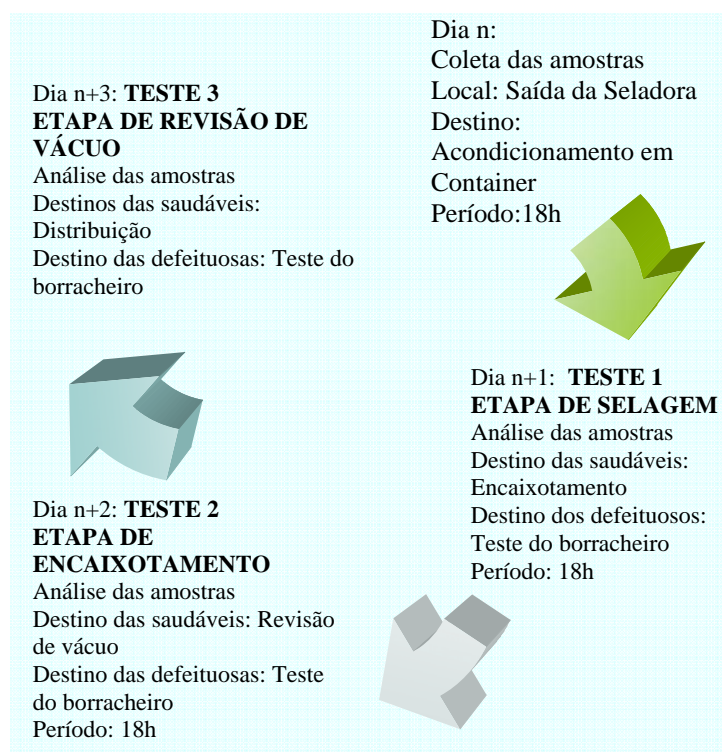 Dia n:
Coleta das amostras
Local: Saída da Seladora
Destino:
Acondicionamento em
Container
Período:18h
Dia n+1: TESTE 1
ETAPA DE SELAGEM
Análise das amostras
Destino das saudáveis:
Encaixotamento
Destino dos defeituosos:
Teste do borracheiro
Período: 18h
Dia n+2: TESTE 2
ETAPA DE
ENCAIXOTAMENTO
Análise das amostras
Destino das saudáveis: Revisão
de vácuo
Destino das defeituosas: Teste
do borracheiro
Período: 18h
Dia n+3: TESTE 3
ETAPA DE REVISÃO DE
VÁCUO
Análise das amostras
Destinos das saudáveis:
Distribuição
Destino das defeituosas: Teste do
borracheiro